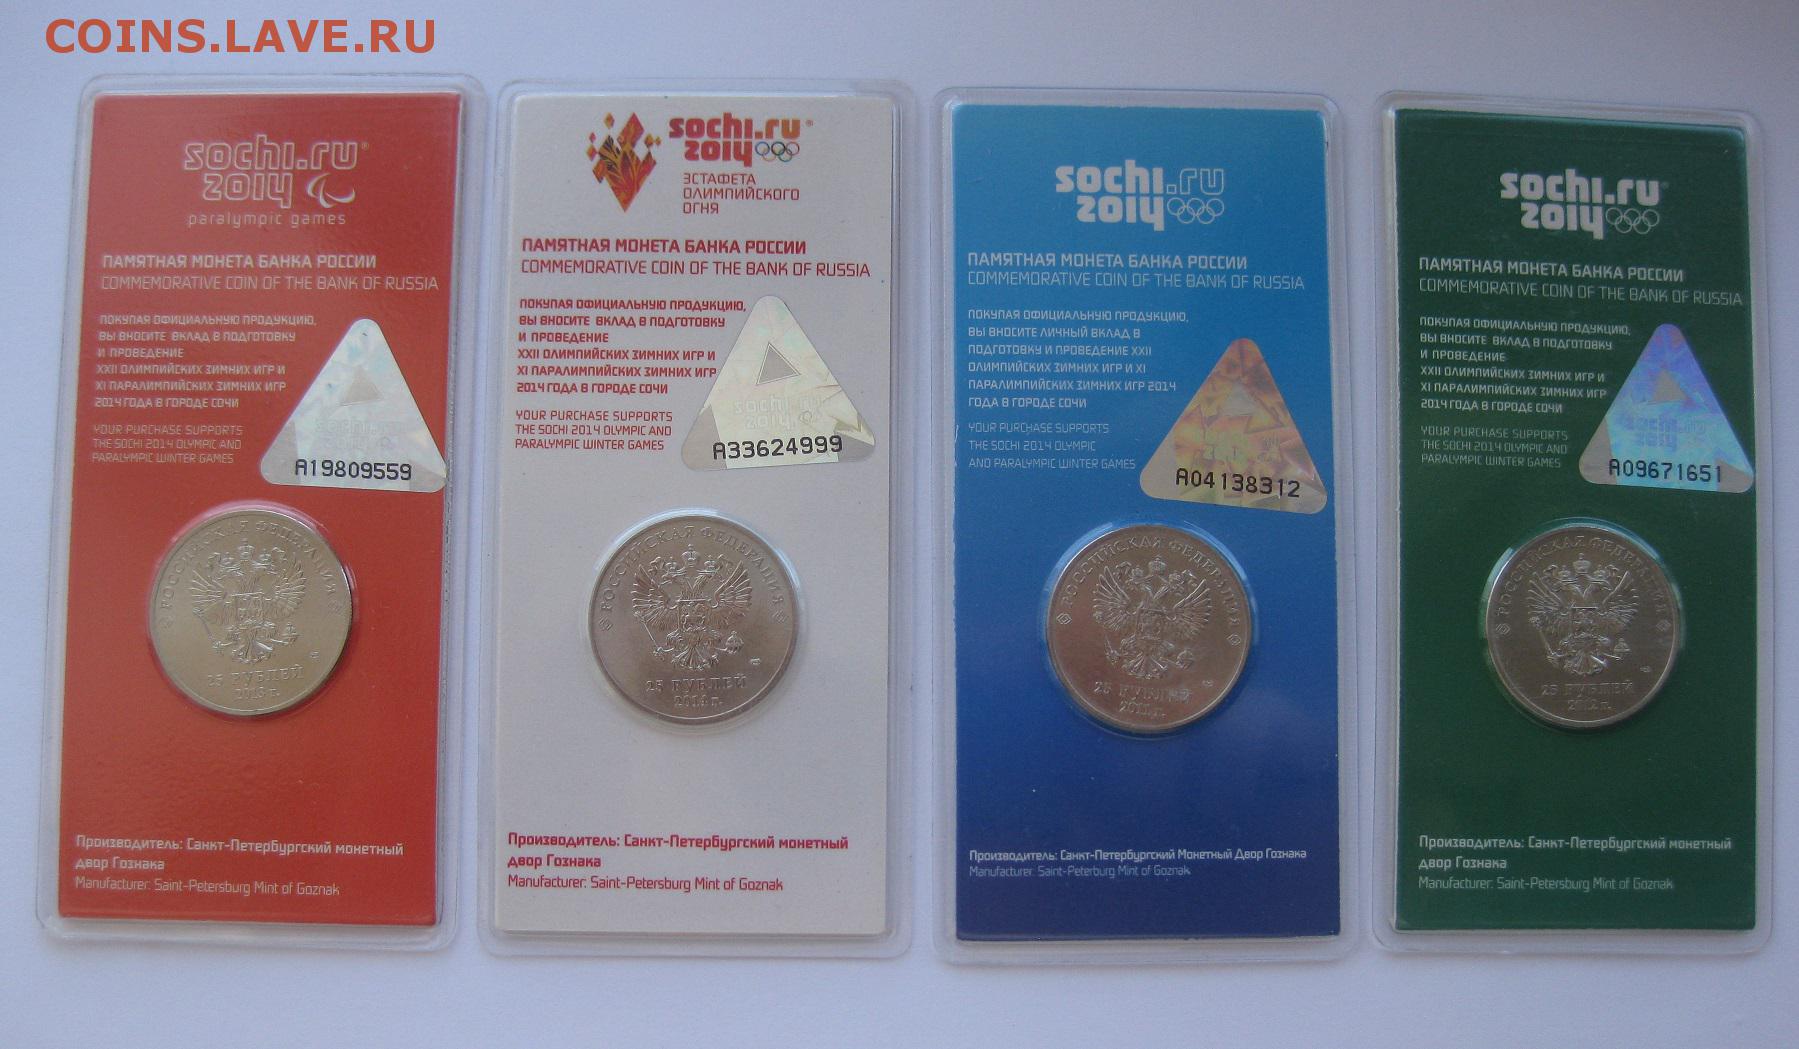 COINS.LAVE.RU
sochi.ru®
2014
paralympic games
ПАМЯТНАЯ МОНЕТА БАНКА РОССИИ
COMMEMORATIVE COIN OF THE BANK OF RUSSIA
ПОКУПАЯ ОФИЦИАЛЬНУЮ ПРОДУКЦИЮ,
ВЫ ВНОСИТЕ ВКЛАД В ПОДГОТОВКУ
И ПРОВЕДЕНИЕ
XXII ОЛИМПИЙСКИХ ЗИМНИХ ИГР И
XI ПАРАЛИМПИЙСКИХ ЗИМНИХ ИГР
2014 ГОДА В ГОРОДЕ СОЧИ
YOUR PURCHASE SUPPORTS
THE SOCHI 2014 OLYMPIC AND
PARALYMPIC WINTER GAMES
A19809559
РОССИЙСКАЯ ФЕДЕРАЦИЯ
25 РУБЛЕЙ
2013 г.
Производитель: Санкт-Петербургский монетный
двор Гознака
Manufacturer: Saint-Petersburg Mint of Goznak
sochi.ru®
2014
ЭСТАФЕТА
ОЛИМПИЙСКОГО
ОГНЯ
ПАМЯТНАЯ МОНЕТА БАНКА РОССИИ
COMMEMORATIVE COIN OF THE BANK OF RUSSIA
ПОКУПАЯ ОФИЦИАЛЬНУЮ ПРОДУКЦИЮ,
ВЫ ВНОСИТЕ ВКЛАД В ПОДГОТОВКУ
И ПРОВЕДЕНИЕ
XXII ОЛИМПИЙСКИХ ЗИМНИХ ИГР И
XI ПАРАЛИМПИЙСКИХ ЗИМНИХ ИГР
2014 ГОДА В ГОРОДЕ СОЧИ
YOUR PURCHASE SUPPORTS
THE SOCHI 2014 OLYMPIC AND
PARALYMPIC WINTER GAMES
sochi.ru
2014
A33624999
РОССИЙСКАЯ ФЕДЕРАЦИЯ
25 РУБЛЕЙ
2014 г.
Производитель: Санкт-Петербургский монетный
двор Гознака
Manufacturer: Saint-Petersburg Mint of Goznak
sochi.ru
2014
ПАМЯТНАЯ МОНЕТА БАНКА РОССИИ
COMMEMORATIVE COIN OF THE BANK OF RUSSIA
ПОКУПАЯ ОФИЦИАЛЬНУЮ ПРОДУКЦИЮ,
ВЫ ВНОСИТЕ ЛИЧНЫЙ ВКЛАД В
ПОДГОТОВКУ И ПРОВЕДЕНИЕ XXII
ОЛИМПИЙСКИХ ЗИМНИХ ИГР И XI
ПАРАЛИМПИЙСКИХ ЗИМНИХ ИГР 2014
ГОДА В ГОРОДЕ СОЧИ
YOUR PURCHASE SUPPORTS
THE SOCHI 2014 OLYMPIC
AND PARALYMPIC WINTER GAMES
A04138312
РОССИЙСКАЯ ФЕДЕРАЦИЯ
25 РУБЛЕЙ
2011 г.
Производитель: Санкт-Петербургский Монетный Двор Гознака
Manufacturer: Saint-Peterburg Mint of Goznak
sochi.ru®
2014
ПАМЯТНАЯ МОНЕТА БАНКА РОССИИ
COMMEMORATIVE COIN OF THE BANK OF RUSSIA
ПОКУПАЯ ОФИЦИАЛЬНУЮ ПРОДУКЦИЮ,
ВЫ ВНОСИТЕ ВКЛАД В ПОДГОТОВКУ
И ПРОВЕДЕНИЕ
XXII ОЛИМПИЙСКИХ ЗИМНИХ ИГР И
XI ПАРАЛИМПИЙСКИХ ЗИМНИХ ИГР
2014 ГОДА В ГОРОДЕ СОЧИ
YOUR PURCHASE SUPPORTS
THE SOCHI 2014 OLYMPIC AND
PARALYMPIC WINTER GAMES
A09671651
РОССИЙСКАЯ ФЕДЕРАЦИЯ
25 РУБЛЕЙ
2012 г.
Производитель: Санкт-Петербургский монетный
двор Гознака
Manufacturer: Saint-Petersburg Mint of Goznak